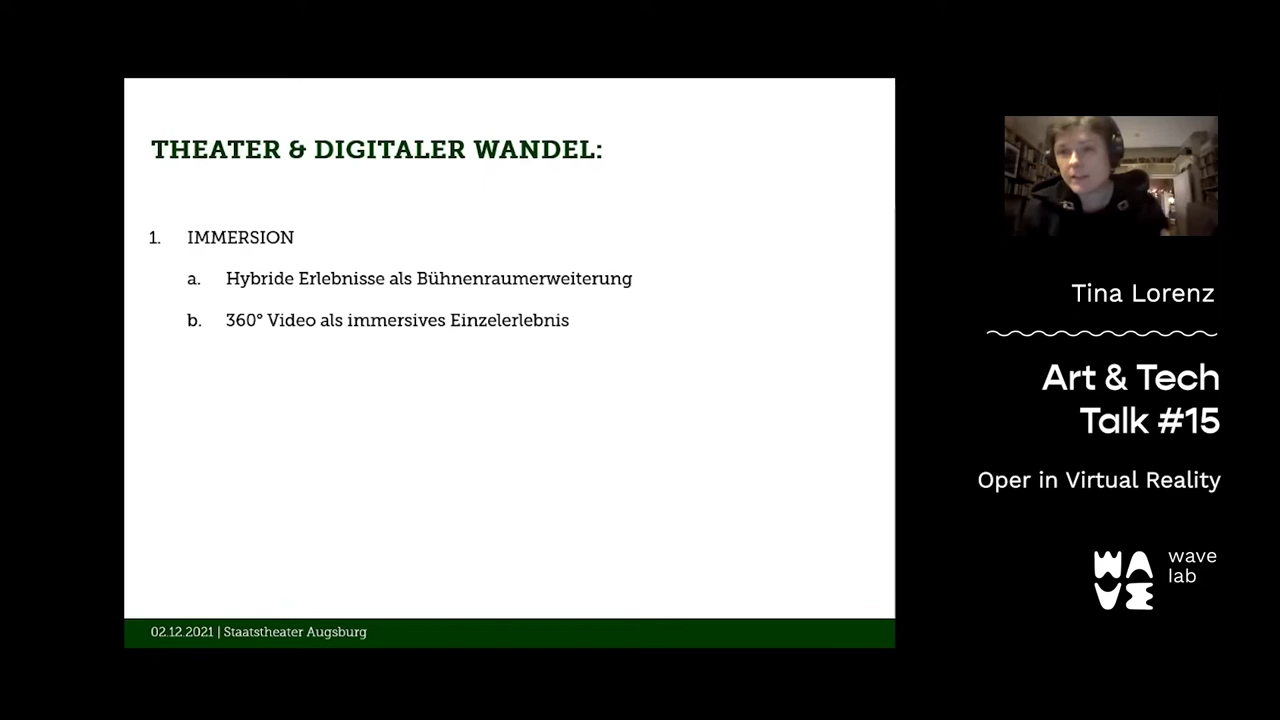 THEATER & DIGITALER WANDEL:
1. IMMERSION
a. Hybride Erlebnisse als Bühnenraumerweiterung
b. 360° Video als immersives Einzelerlebnis
02.12.2021 | Staatstheater Augsburg
Tina Lorenz
Art & Tech
Talk #15
Oper in Virtual Reality
WAVE
wave
lab